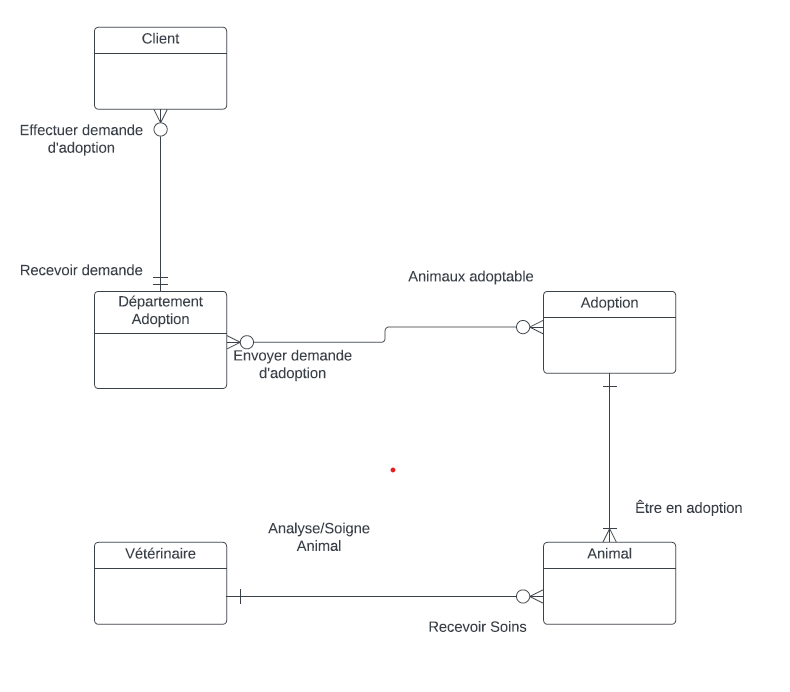 Client
Effectuer demande
d'adoption
Recevoir demande
Département
Adoption
Animaux adoptable
Adoption
Envoyer demande
d'adoption
Être en adoption
Analyse/Soigne
Animal
Vétérinaire
Animal
Recevoir Soins